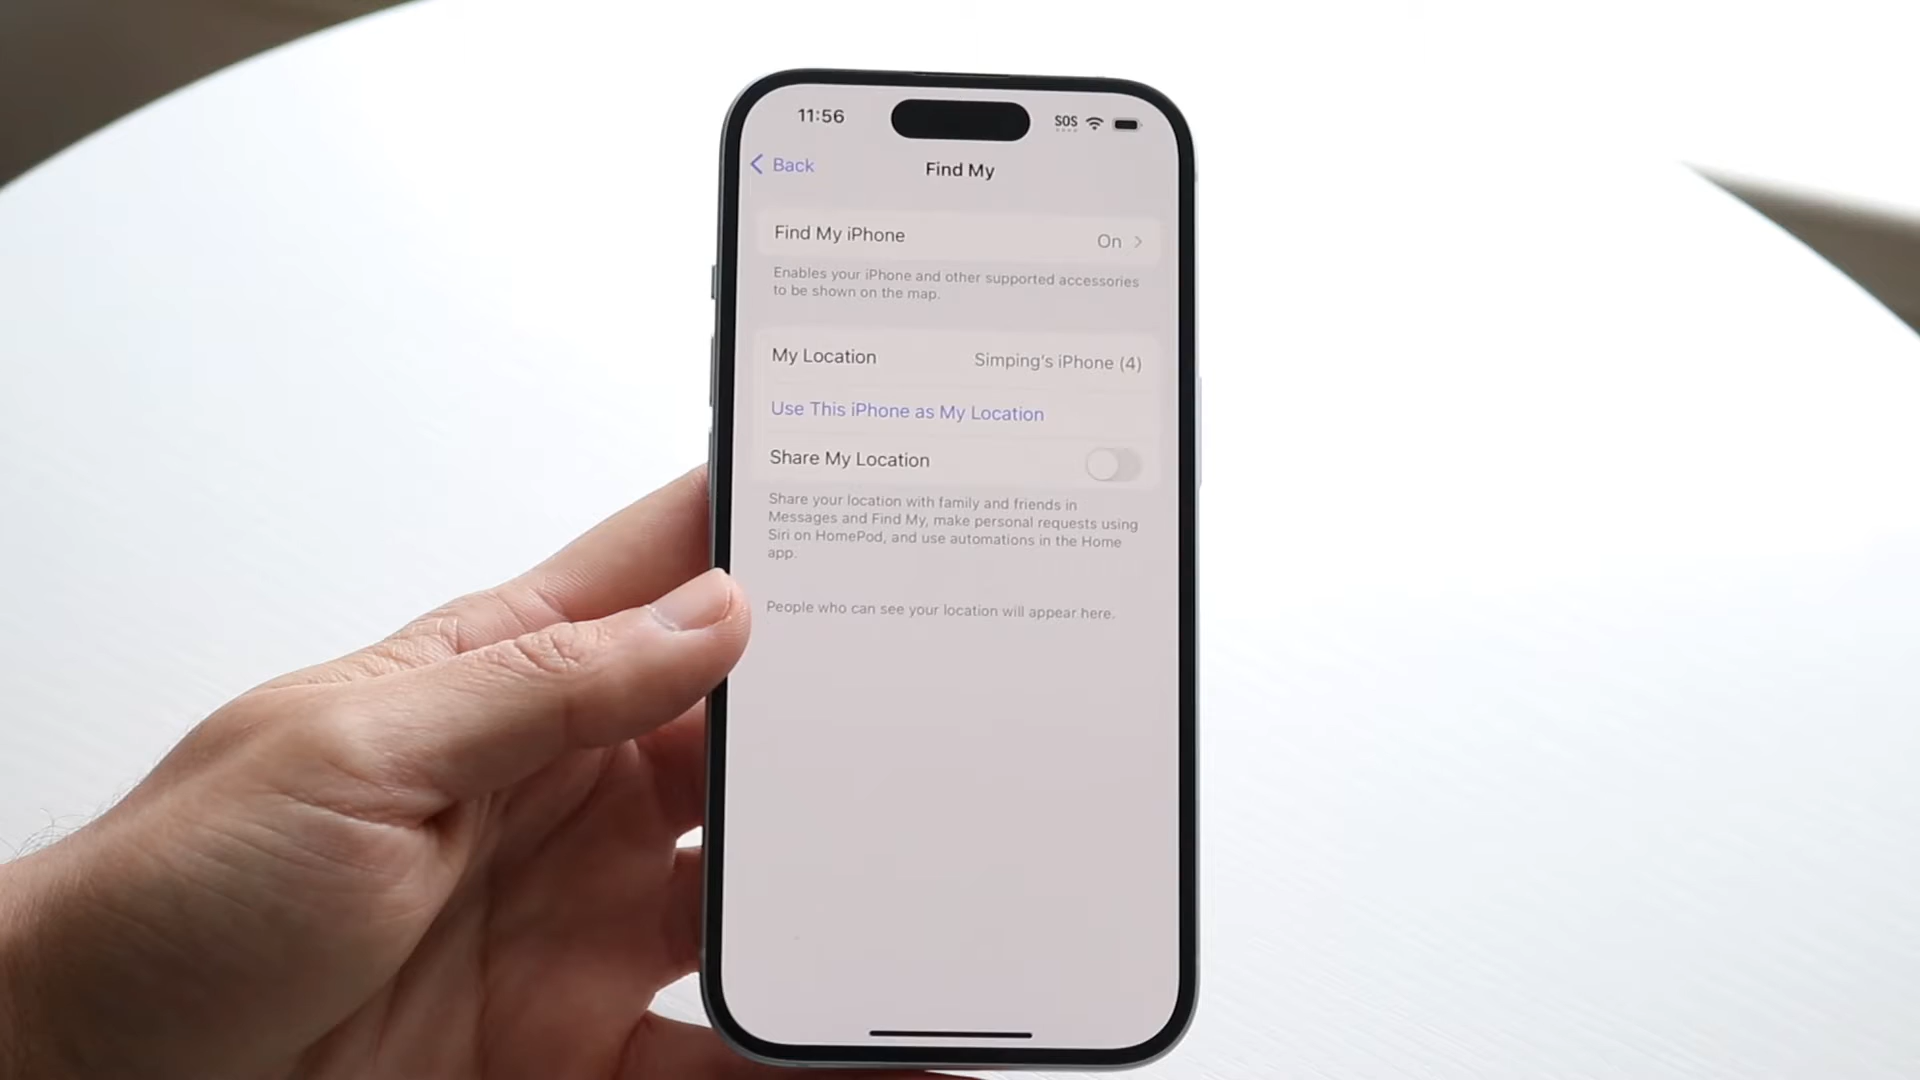 11:56
SOS
Back
Find My
Find My iPhone
On
Enables your iPhone and other supported accessories
to be shown on the map.
My Location
Simping's iPhone (4)
Use This iPhone as My Location
Share My Location
Share your location with family and friends in
Messages and Find My, make personal requests using
Siri on HomePod, and use automations in the Home
app.
People who can see your location will appear here.